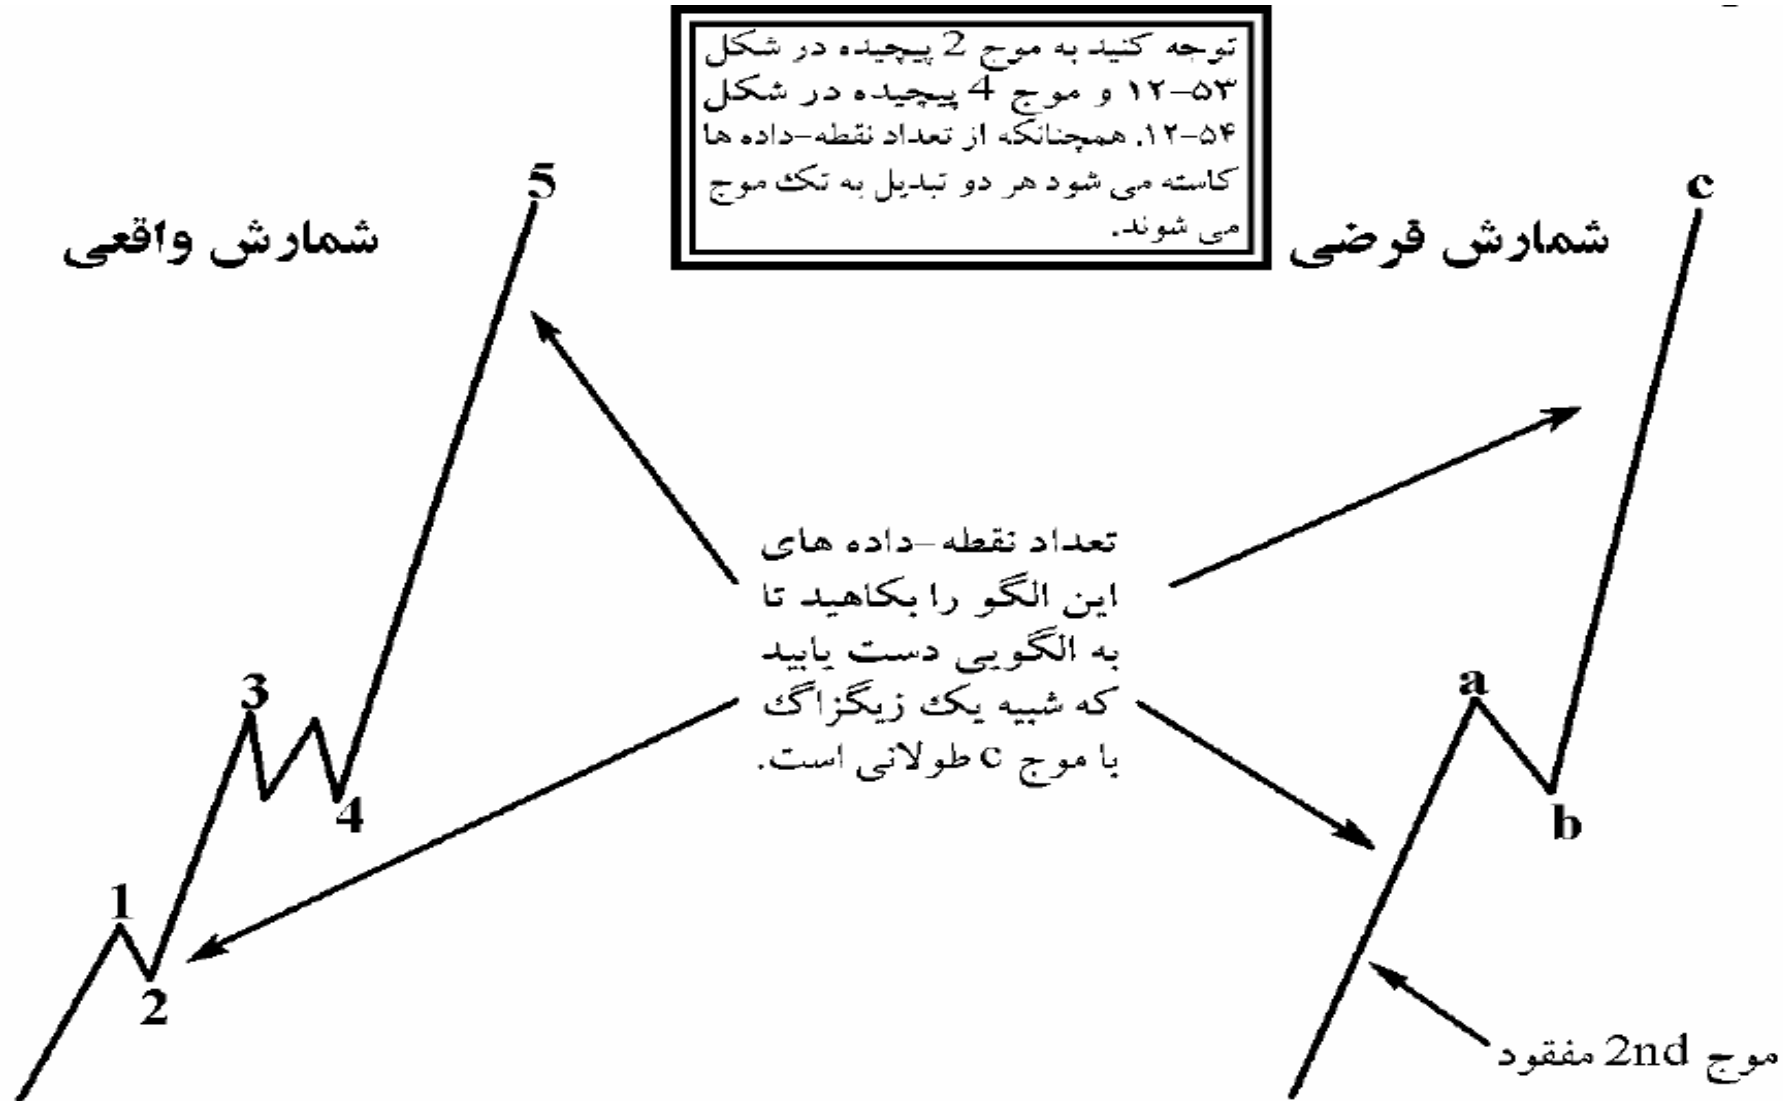 توجه کنید به موج 2 پیچیده در شکل
۱۲-۵۳ و موج 4 پیچیده در شکل
۱۲-۵۴. همچنانکه از تعداد نقطه-داده ها
کاسته می شود هر دو تبدیل به تک موج
می شوند.
شمارش فرضی
شمارش واقعی
c
5
تعداد نقطه-داده های
این الگو را بکاهید تا
به الگویی دست یابید
که شبیه یک زیگزاگ
با موج c طولانی است.
a
b
3
4
1
2
موج 2nd مفقود